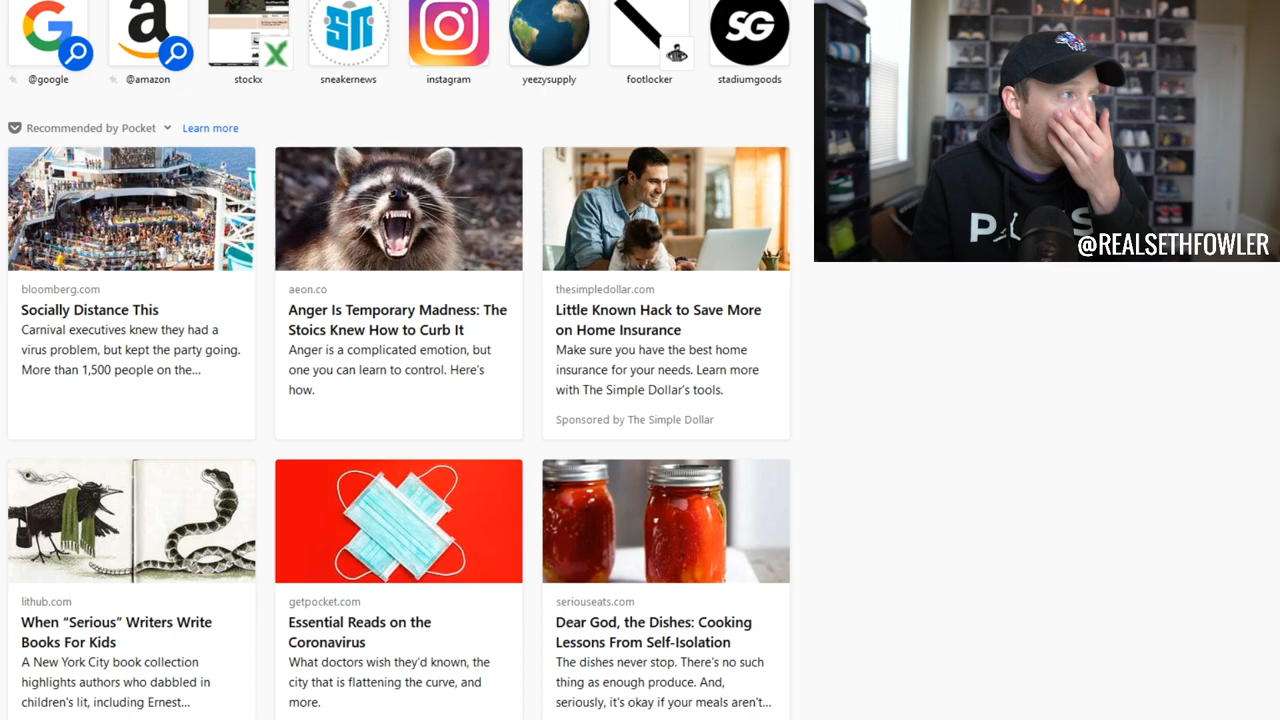 SG
@google
@amazon
stockx
sneakernews
instagram
yeezysupply
footlocker
stadiumgoods
Recommended by Pocket
Learn more
bloomberg.com
Socially Distance This
Carnival executives knew they had a
virus problem, but kept the party going.
More than 1,500 people on the...
aeon.co
Anger Is Temporary Madness: The
Stoics Knew How to Curb It
Anger is a complicated emotion, but
one you can learn to control. Here's
how.
thesimpledollar.com
Little Known Hack to Save More
on Home Insurance
Make sure you have the best home
insurance for your needs. Learn more
with The Simple Dollar's tools.
Sponsored by The Simple Dollar
lithub.com
When “Serious” Writers Write
Books For Kids
A New York City book collection
highlights authors who dabbled in
children's lit, including Ernest...
getpocket.com
Essential Reads on the
Coronavirus
What doctors wish they'd known, the
city that is flattening the curve, and
more.
seriouseats.com
Dear God, the Dishes: Cooking
Lessons From Self-Isolation
The dishes never stop. There's no such
thing as enough produce. And,
seriously, it's okay if your meals aren't...
@REALSETHFOWLER